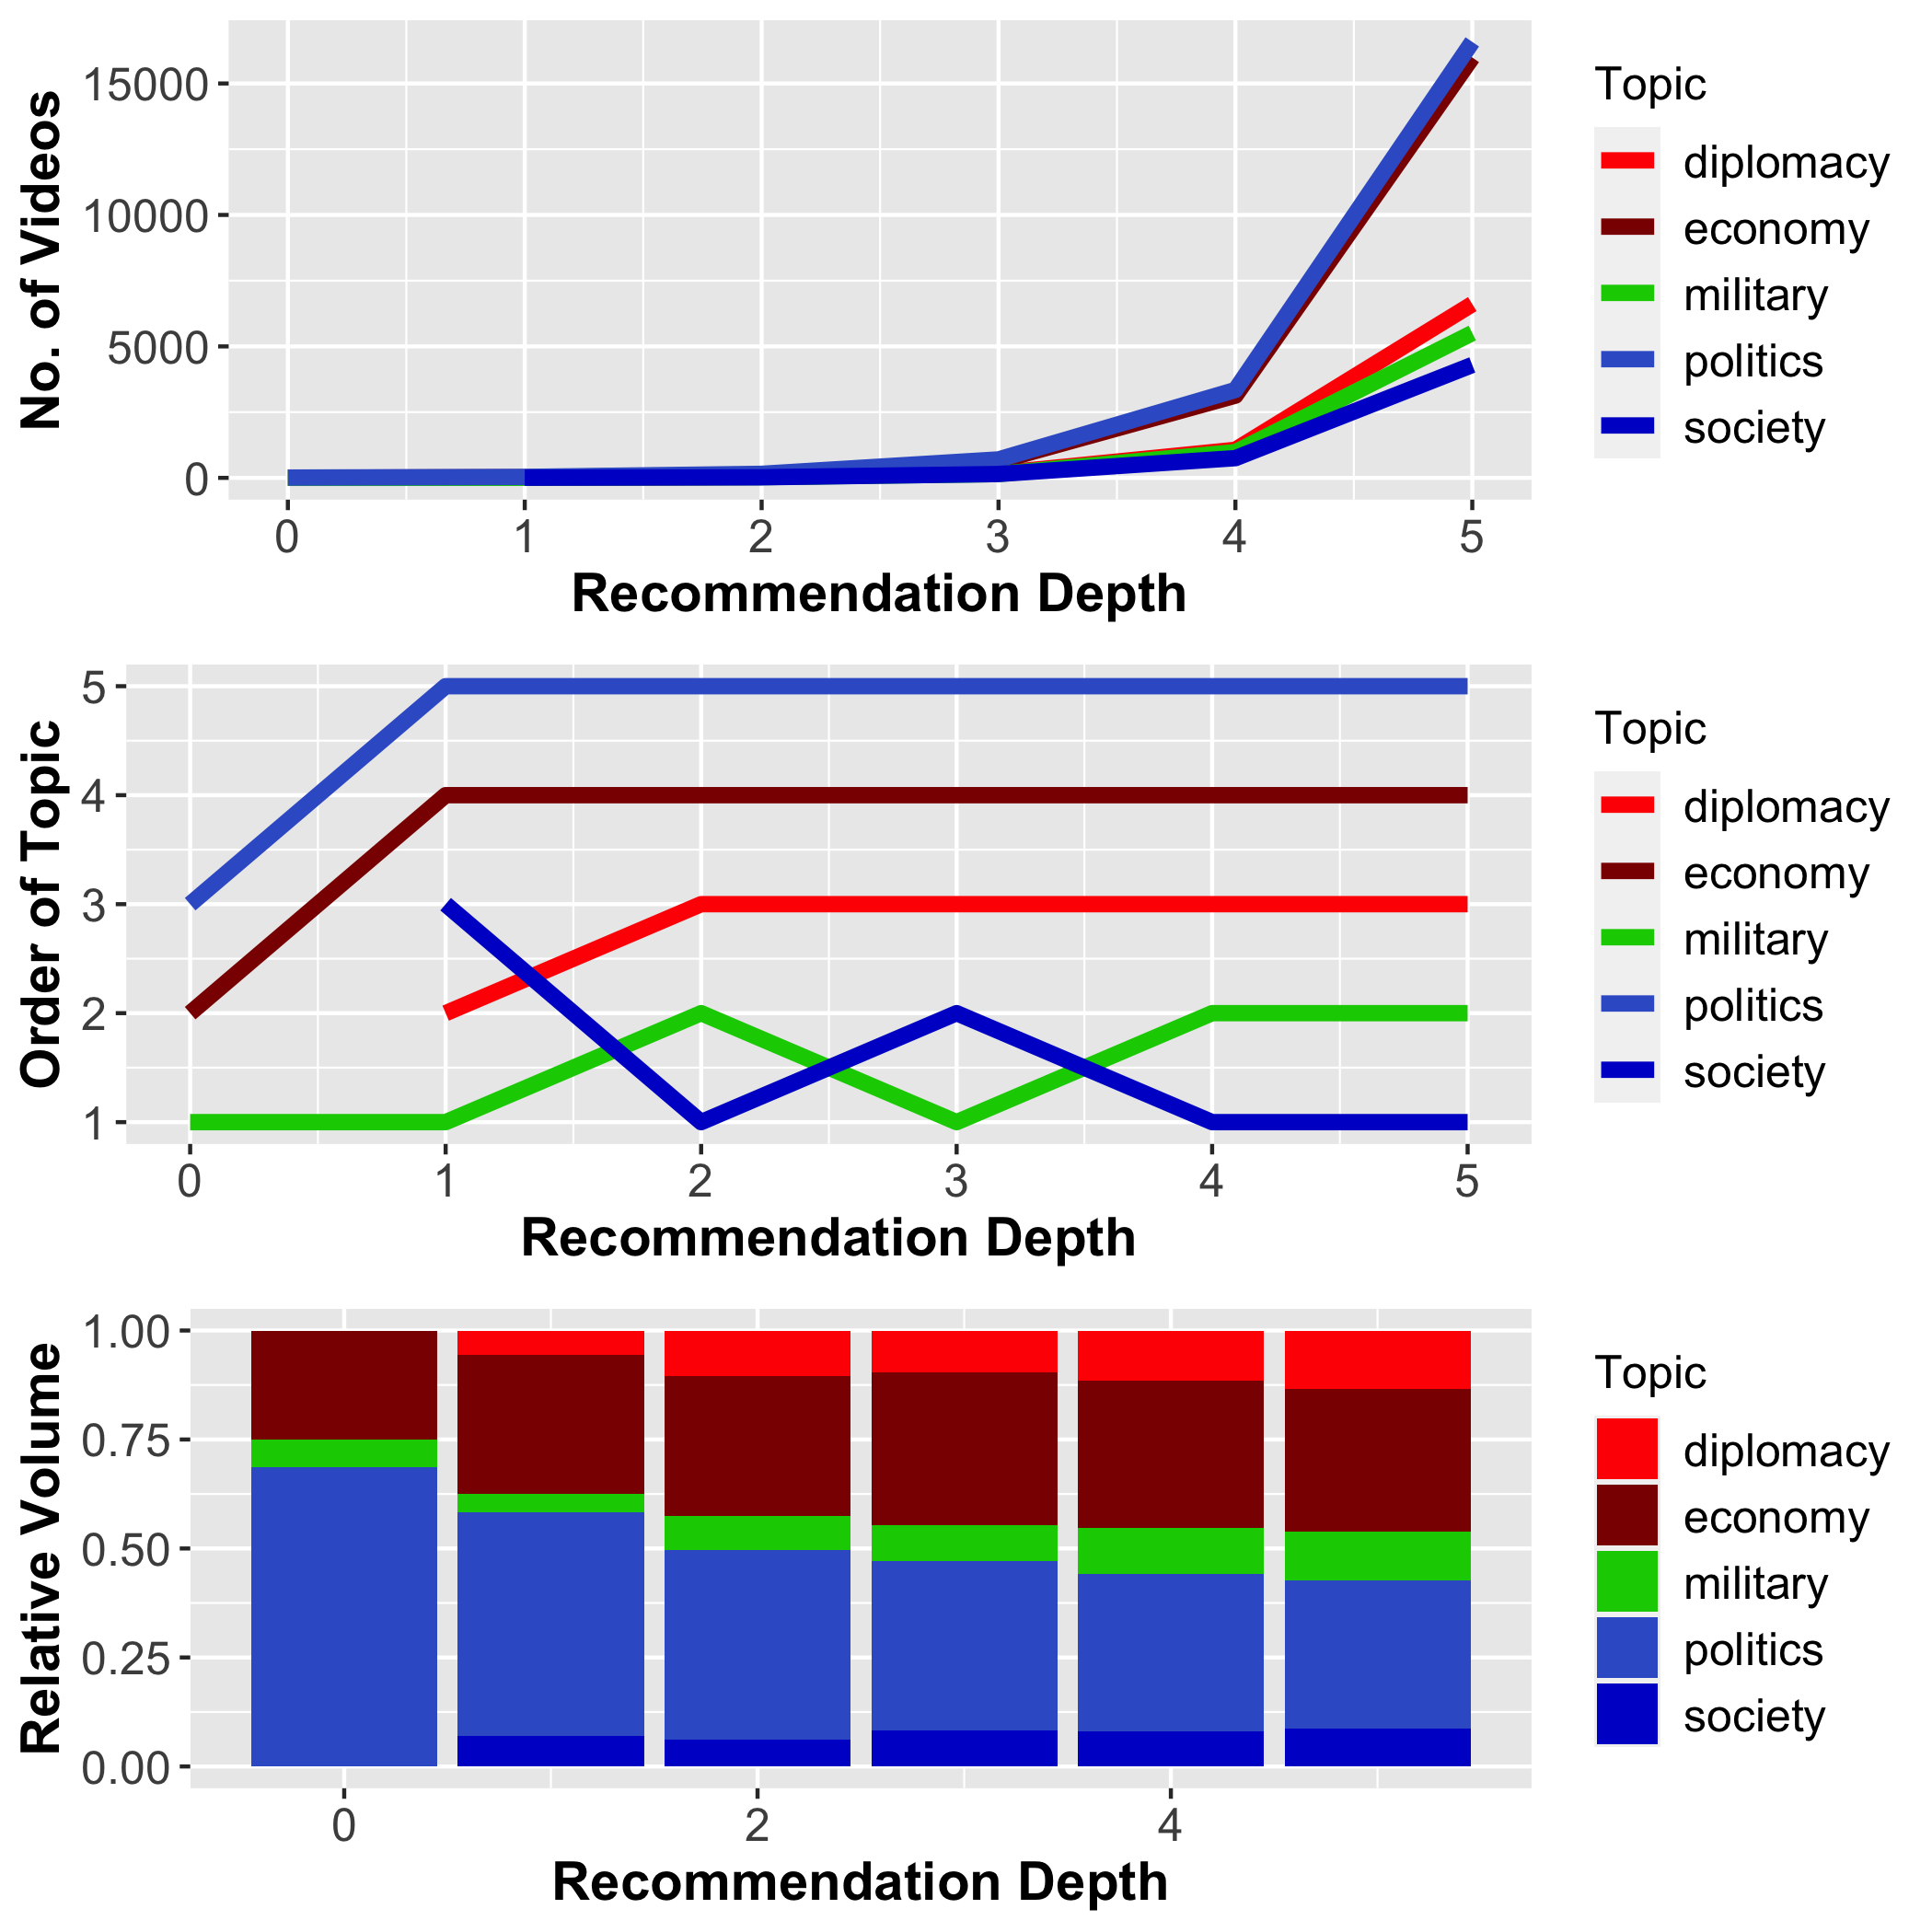 No. of Videos
15000
10000
5000
0
0 1 2 3 4 5
Recommendation Depth
Topic
diplomacy
economy
military
politics
society
Order of Topic
5
4
3
2
1
0 1 2 3 4 5
Recommendation Depth
Topic
diplomacy
economy
military
politics
society
Relative Volume
1.00
0.75
0.50
0.25
0.00
0 2 4
Recommendation Depth
Topic
diplomacy
economy
military
politics
society